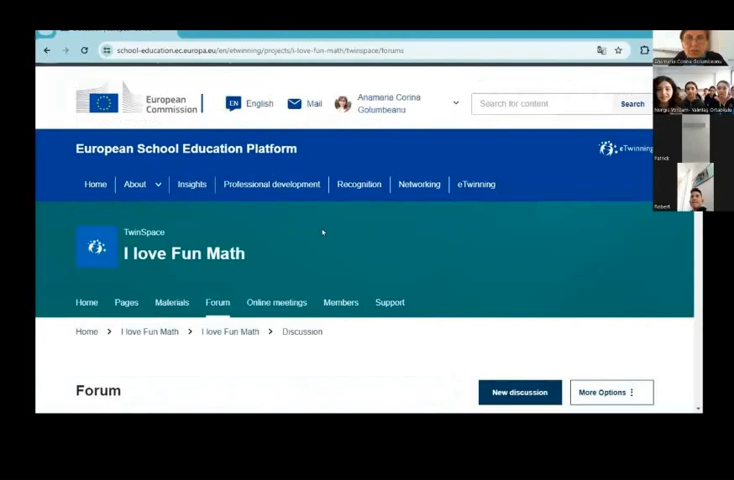 school-education.ec.europa.eu/en/etwinning/projects/i-love-fun-math/twinspace/forums
European
Commission
EN English
Mail
Anamaria Corina
Golumbeanu
Search for content
Search
European School Education Platform
eTwinning
Home
About
Insights
Professional development
Recognition
Networking
eTwinning
TwinSpace
I love Fun Math
Home
Pages
Materials
Forum
Online meetings
Members
Support
Home > I love Fun Math > I love Fun Math > Discussion
Forum
New discussion
More Options
Anamaria Corina Golumbeanu
Patrick
Robert